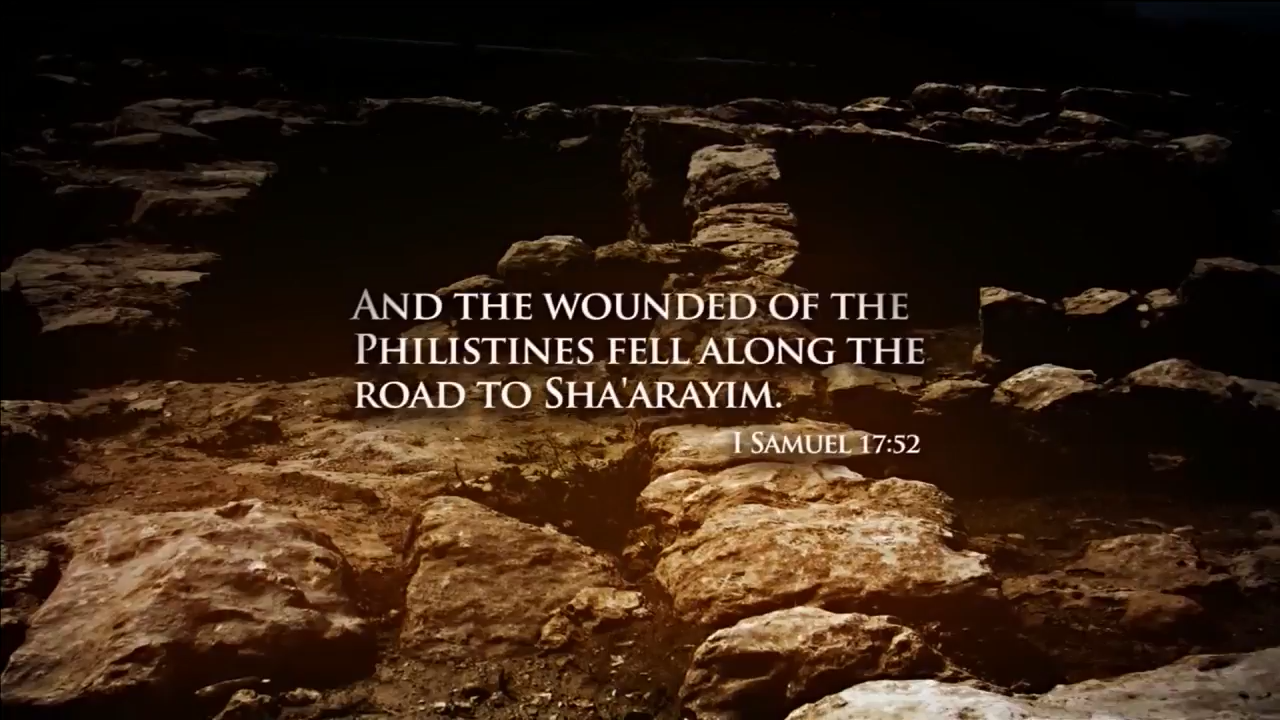 And the wounded of the
Philistines fell along the
road to Sha'arayim.
I Samuel 17:52